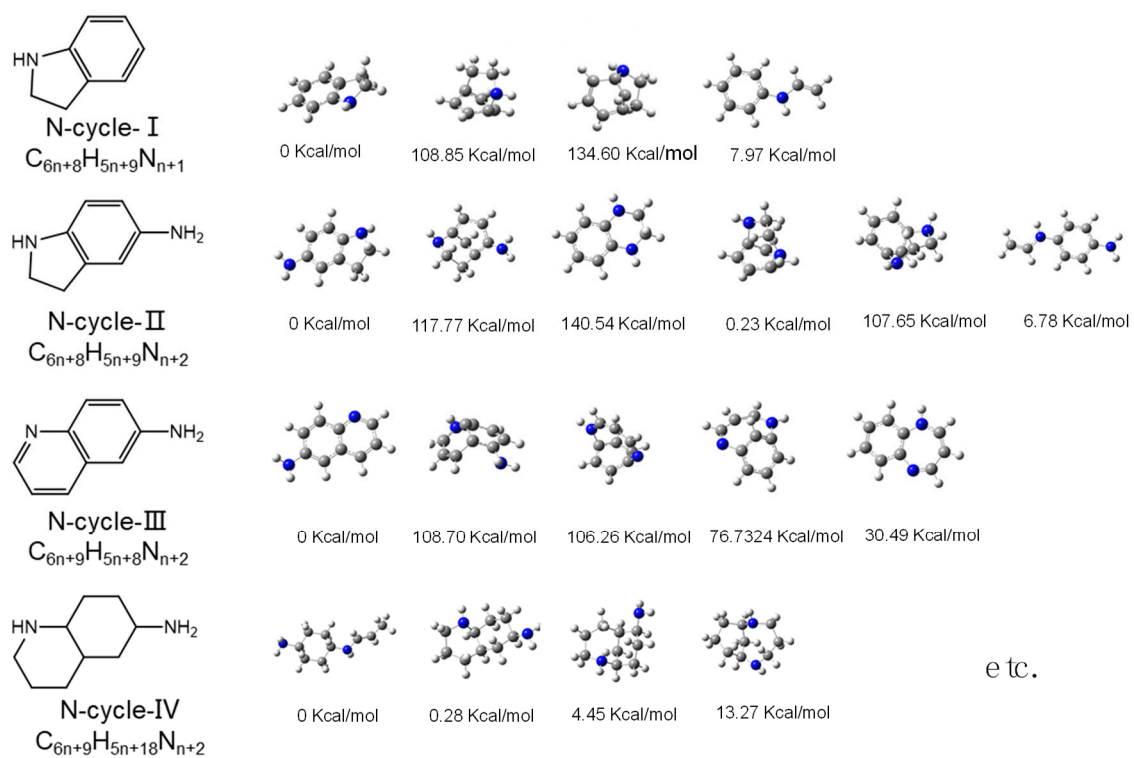 HN
N-cycle-Ⅰ
C6n+8H5n+9Nn+1
0 Kcal/mol
108.85 Kcal/mol
134.60 Kcal/mol
7.97 Kcal/mol
HN
NH2
N-cycle-Ⅱ
C6n+8H5n+9Nn+2
0 Kcal/mol
117.77 Kcal/mol
140.54 Kcal/mol
0.23 Kcal/mol
107.65 Kcal/mol
6.78 Kcal/mol
N
NH2
N-cycle-Ⅲ
C6n+9H5n+8Nn+2
0 Kcal/mol
108.70 Kcal/mol
106.26 Kcal/mol
76.7324 Kcal/mol
30.49 Kcal/mol
HN
NH2
N-cycle-Ⅳ
C6n+9H5n+18Nn+2
0 Kcal/mol
0.28 Kcal/mol
4.45 Kcal/mol
13.27 Kcal/mol
etc.